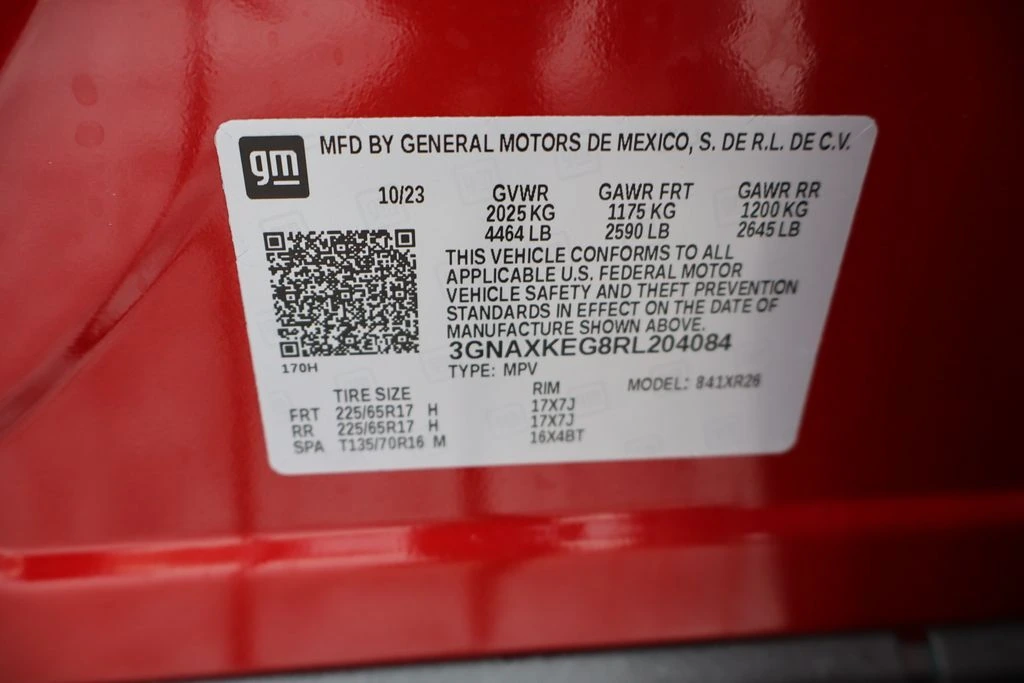 gm MFD BY GENERAL MOTORS DE MEXICO, S. DE R.L. DE C.V.
10/23 GVWR GAWR FRT GAWR RR
2025 KG 1175 KG 1200 KG
4464 LB 2590 LB 2645 LB
THIS VEHICLE CONFORMS TO ALL
APPLICABLE U.S. FEDERAL MOTOR
VEHICLE SAFETY AND THEFT PREVENTION
STANDARDS IN EFFECT ON THE DATE OF
MANUFACTURE SHOWN ABOVE.
3GNAXKEG8RL204084
170H TYPE: MPV
TIRE SIZE RIM MODEL: 841XR26
FRT 225/65R17 H 17X7J
RR 225/65R17 H 17X7J
SPA T135/70R16 M 16X4BT